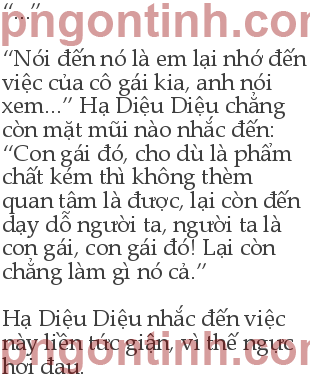 “...”
pngontinh.com
“Nói đến nó là em lại nhớ đến
việc của cô gái kia, anh nói
xem...” Hạ Diệu Diệu chẳng
còn mặt mũi nào nhắc đến:
“Con gái đó, cho dù là phẩm
chất kém thì không thèm
quan tâm là được, lại còn đến
dạy dỗ người ta, người ta là
con gái, con gái đó! Lại còn
chẳng làm gì nó cả.”
Hạ Diệu Diệu nhắc đến việc
này liền tức giận, vì thế ngực
pngontinh.com
hơi đau.